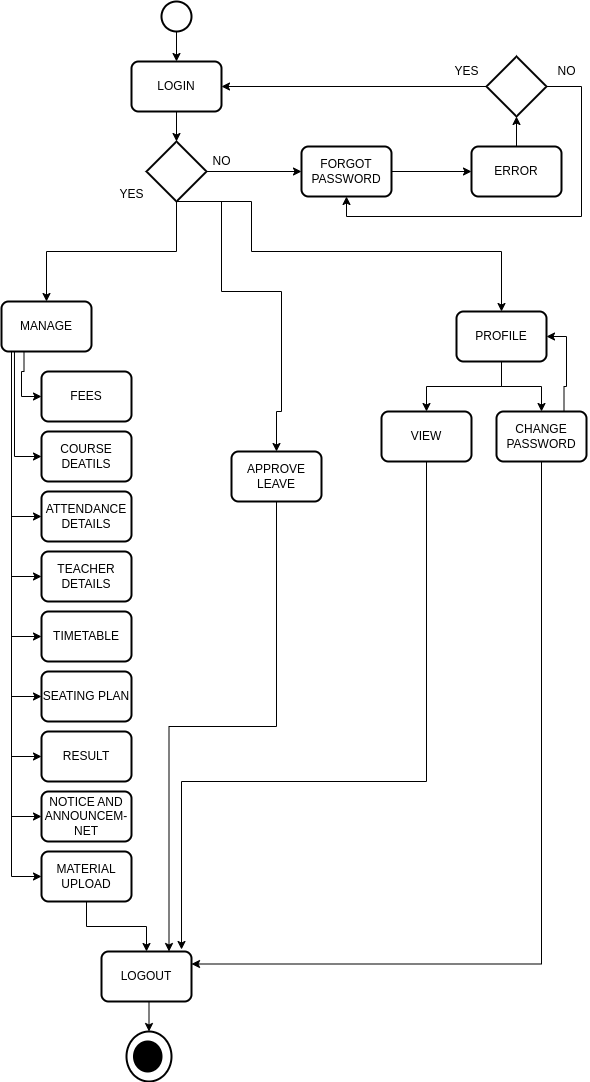 YES
NO
LOGIN
NO
FORGOT
PASSWORD
ERROR
YES
MANAGE
PROFILE
FEES
COURSE
DEATILS
VIEW
CHANGE
PASSWORD
APPROVE
LEAVE
ATTENDANCE
DETAILS
TEACHER
DETAILS
TIMETABLE
SEATING PLAN
RESULT
NOTICE AND
ANNOUNCEM-
NET
MATERIAL
UPLOAD
LOGOUT